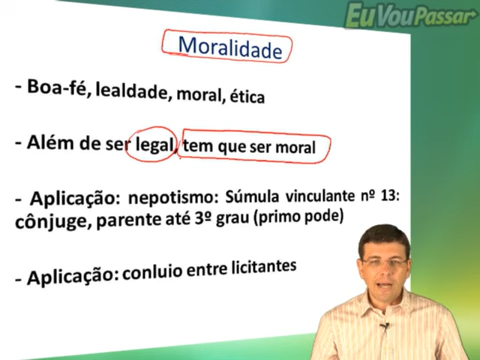 EuVouPassar
Moralidade
- Boa-fé, lealdade, moral, ética
- Além de ser legal, tem que ser moral
- Aplicação: nepotismo: Súmula vinculante nº 13:
cônjuge, parente até 3º grau (primo pode)
- Aplicação: conluio entre licitantes